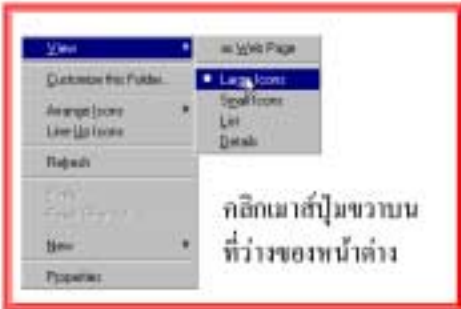 View
as Web Page
Customize this Folder...
Large Icons
Small Icons
Arrange Icons
List
Line Up Icons
Details
Refresh
Paste
New
Properties
คลิกเมาส์ปุ่มขวาบน
ที่ว่างของหน้าต่าง